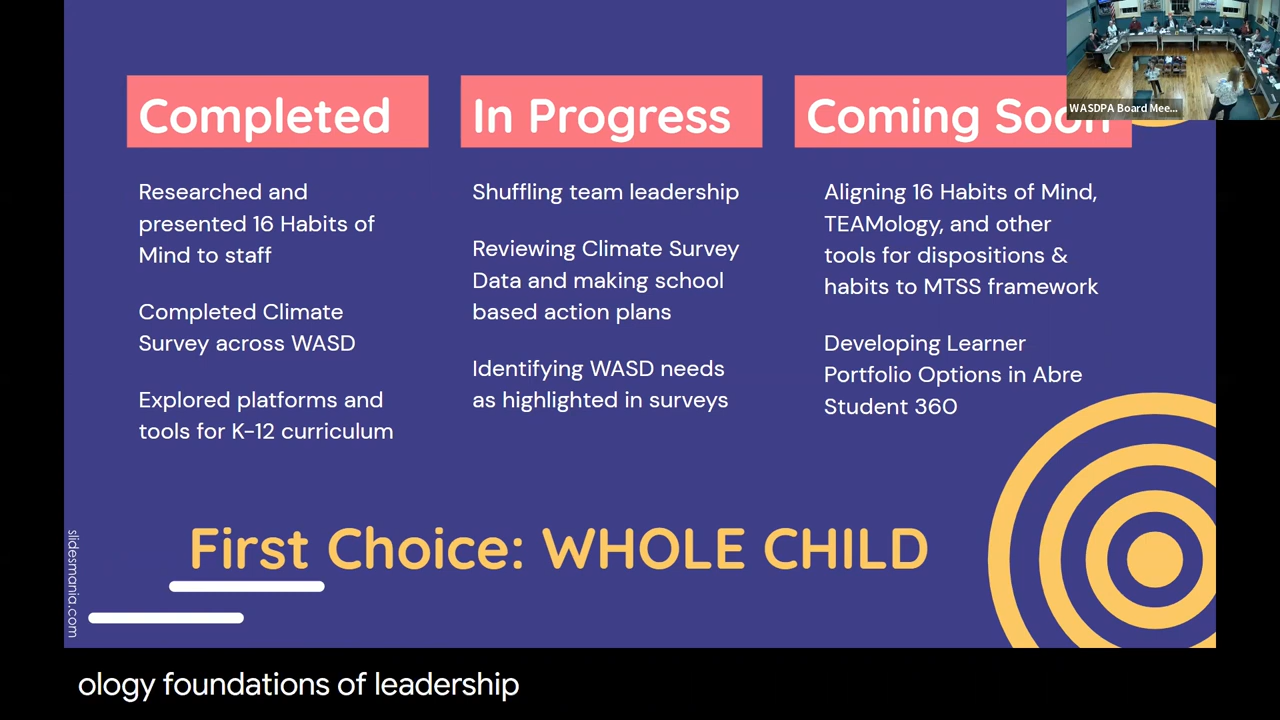 Completed
In Progress
Coming Soon
WASDPA Board Mee...
Researched and
presented 16 Habits of
Mind to staff
Completed Climate
Survey across WASD
Explored platforms and
tools for K-12 curriculum
Shuffling team leadership
Reviewing Climate Survey
Data and making school
based action plans
Identifying WASD needs
as highlighted in surveys
Aligning 16 Habits of Mind,
TEAMology, and other
tools for dispositions &
habits to MTSS framework
Developing Learner
Portfolio Options in Abre
Student 360
First Choice: WHOLE CHILD
slidesmania.com
ology foundations of leadership